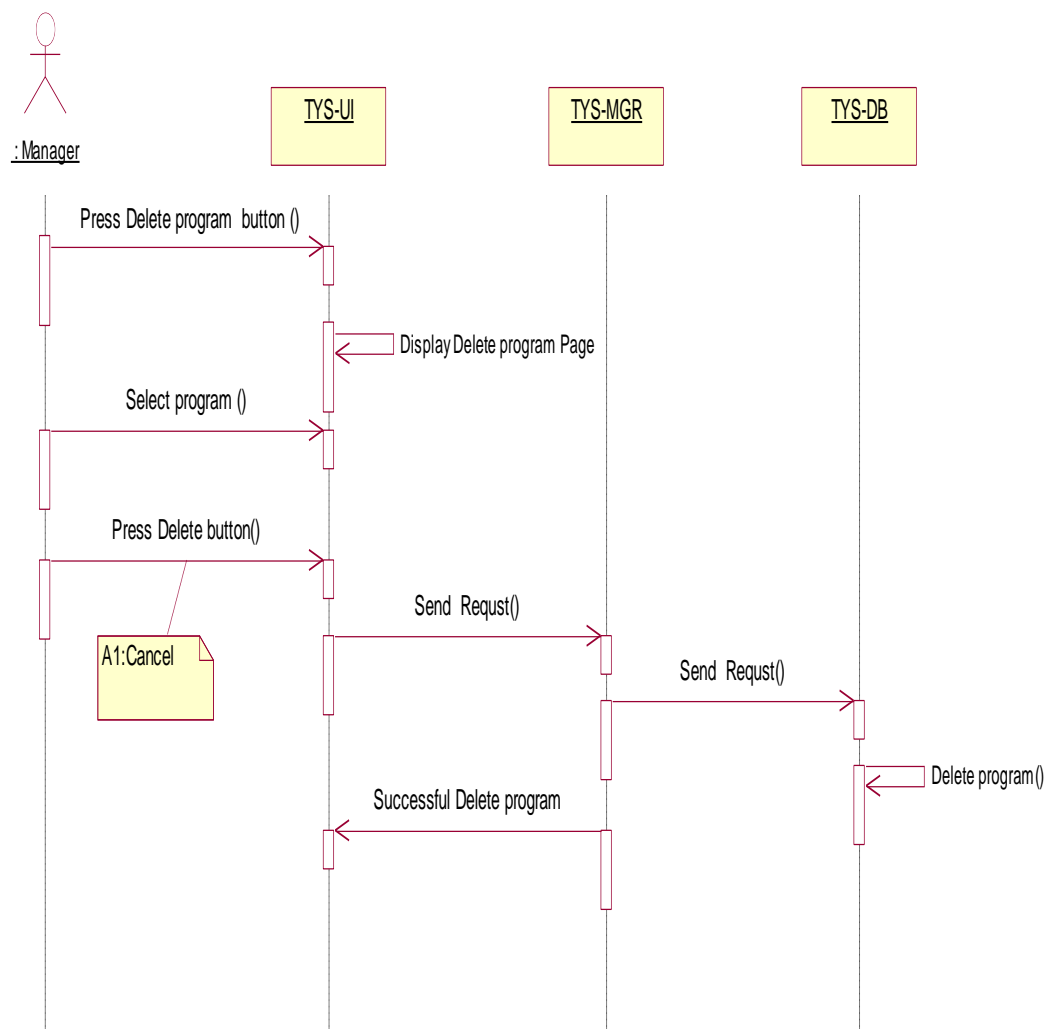 : Manager
TYS-UI
TYS-MGR
TYS-DB
Press Delete program button ()
Display Delete program Page
Select program ()
Press Delete button()
A1:Cancel
Send Requst()
Send Requst()
Delete program()
Successful Delete program